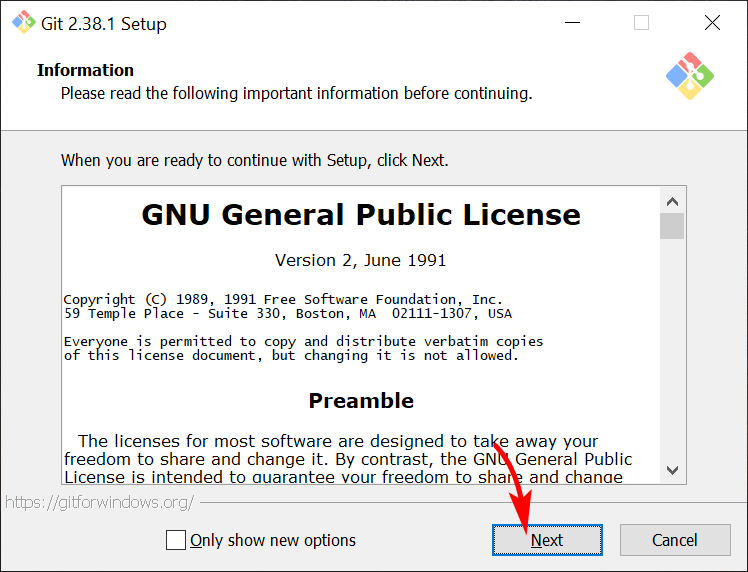 Git 2.38.1 Setup
Information
Please read the following important information before continuing.
When you are ready to continue with Setup, click Next.
GNU General Public License
Version 2, June 1991
Copyright (C) 1989, 1991 Free Software Foundation, Inc.
59 Temple Place - Suite 330, Boston, MA  02111-1307, USA
Everyone is permitted to copy and distribute verbatim copies
of this license document, but changing it is not allowed.
Preamble
The licenses for most software are designed to take away your
freedom to share and change it. By contrast, the GNU General Public
License is intended to guarantee your freedom to share and change
https://gitforwindows.org/
Only show new options
Next
Cancel